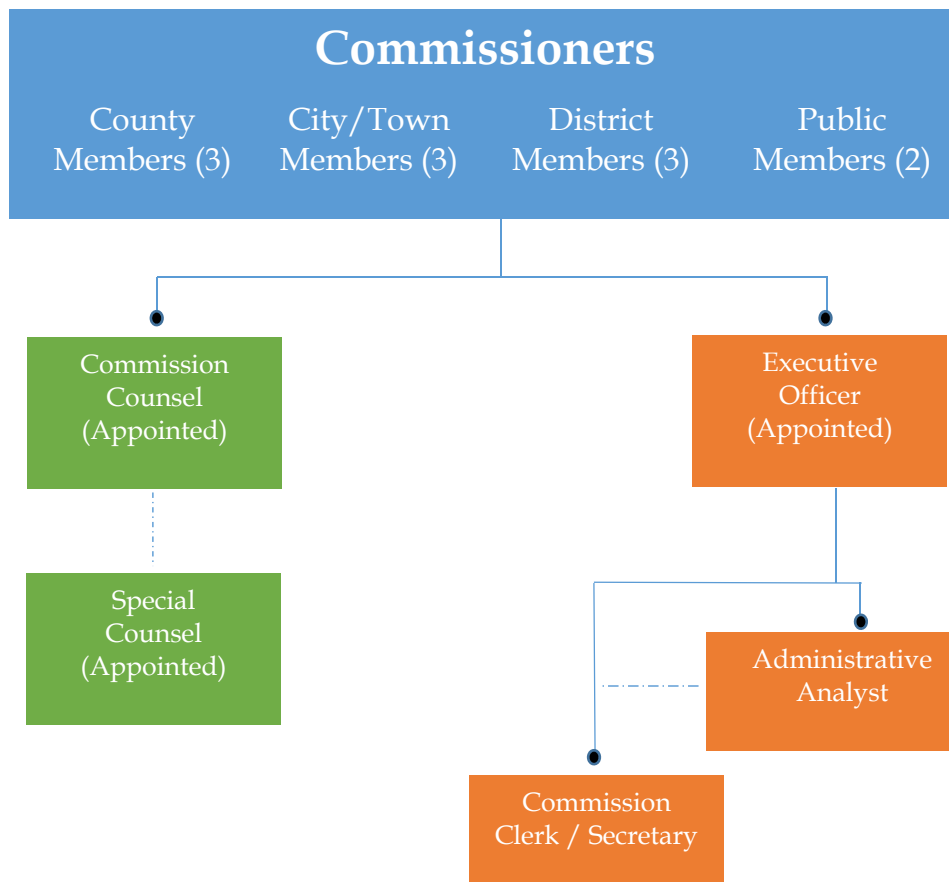 Commissioners
County
Members (3)
City/Town
Members (3)
District
Members (3)
Public
Members (2)
Commission
Counsel
(Appointed)
Executive
Officer
(Appointed)
Special
Counsel
(Appointed)
Administrative
Analyst
Commission
Clerk / Secretary